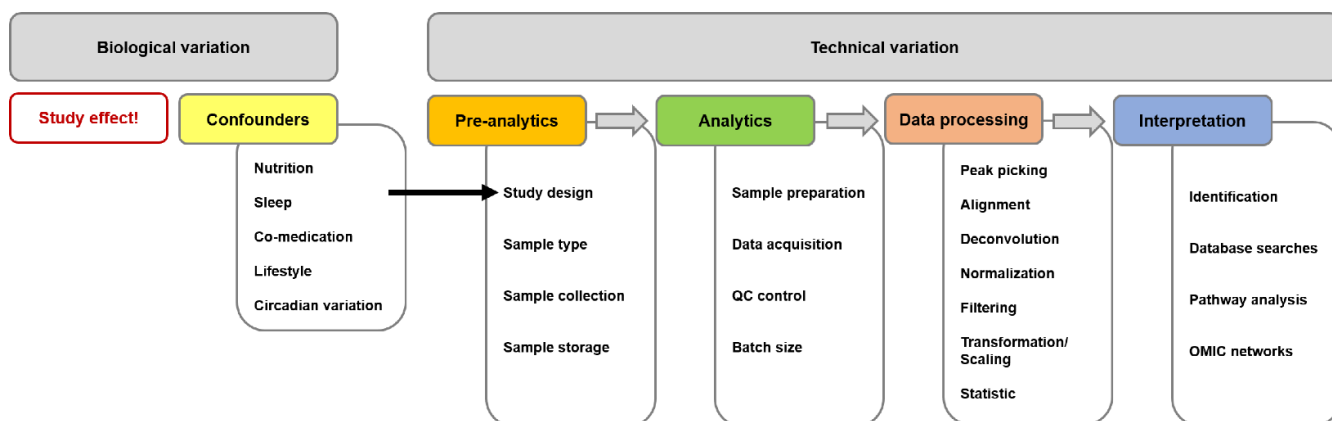 Biological variation
Technical variation
Study effect!
Confounders
Pre-analytics
Analytics
Data processing
Interpretation
Nutrition
Sleep
Co-medication
Lifestyle
Circadian variation
Study design
Sample type
Sample collection
Sample storage
Sample preparation
Data acquisition
QC control
Batch size
Peak picking
Alignment
Deconvolution
Normalization
Filtering
Transformation/
Scaling
Statistic
Identification
Database searches
Pathway analysis
OMIC networks